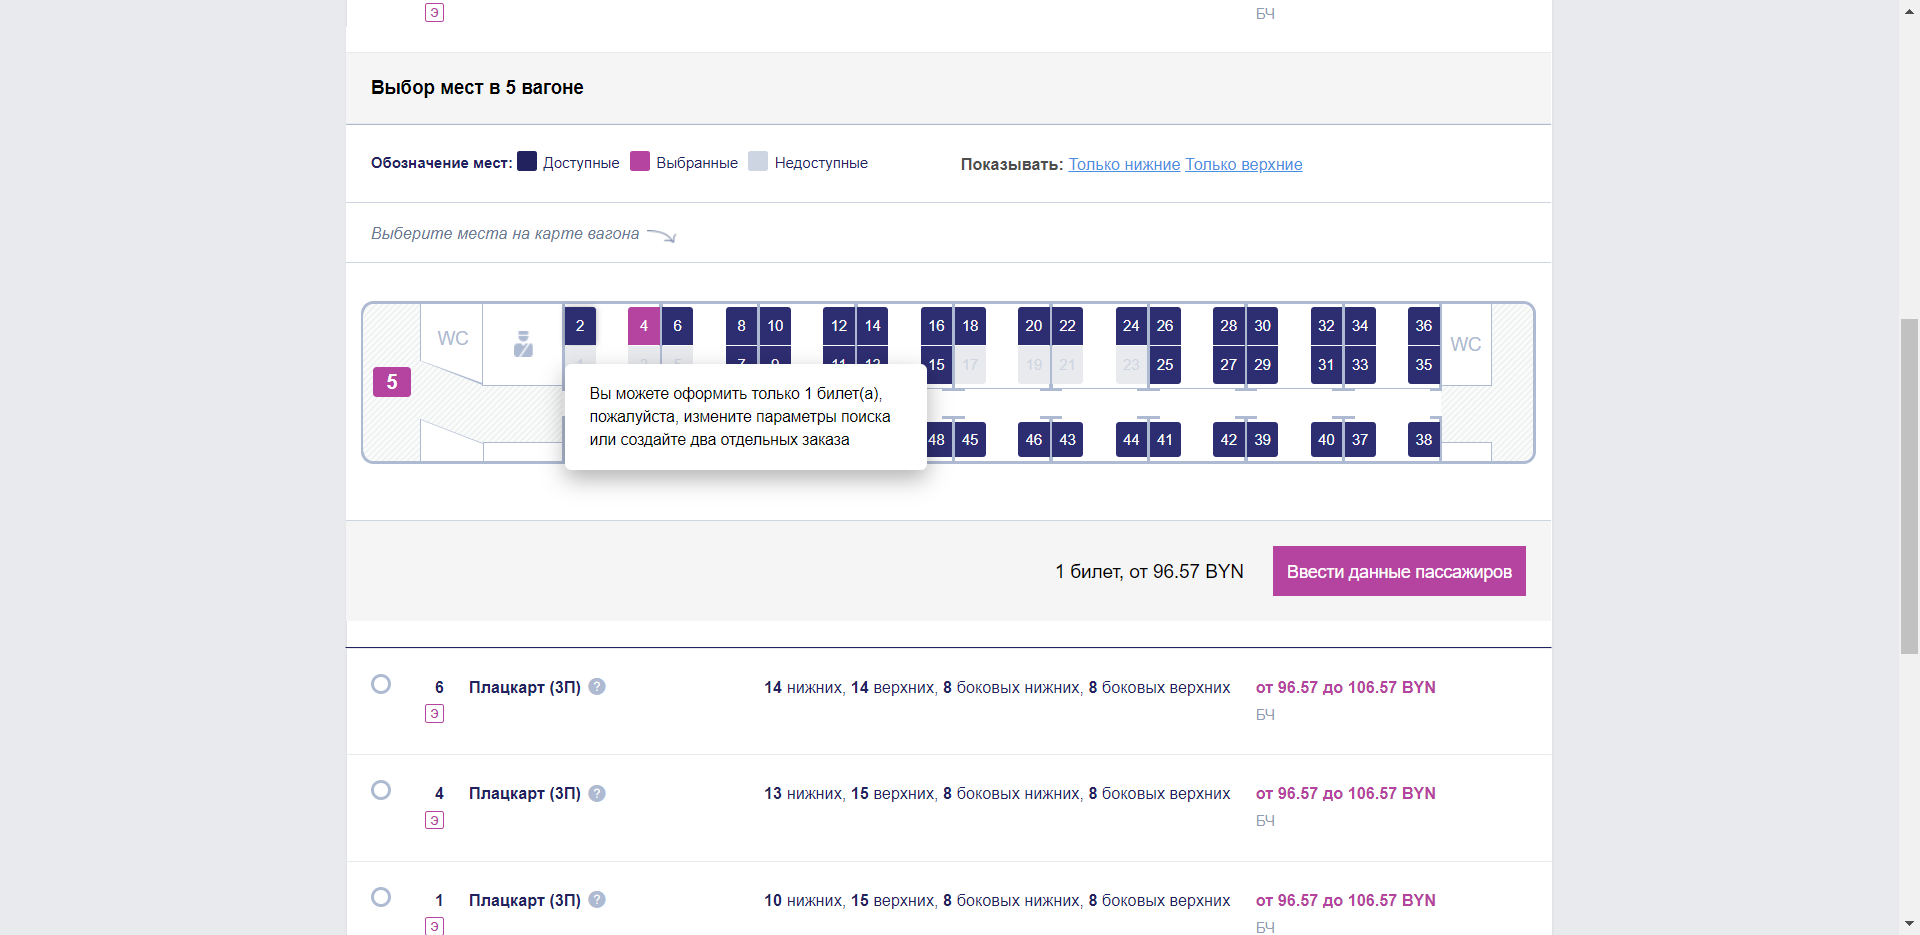 Э
БЧ
Выбор мест в 5 вагоне
Обозначение мест: Доступные Выбранные Недоступные
Показывать: Только нижние Только верхние
Выберите места на карте вагона
WC
2 4 6 8 10 12 14 16 18 20 22 24 26 28 30 32 34 36
WC
1 3 5 7 9 11 13 15 17 19 21 23 25 27 29 31 33 35
5
Вы можете оформить только 1 билет(а),
пожалуйста, измените параметры поиска
или создайте два отдельных заказа
48 45 46 43 44 41 42 39 40 37 38
1 билет, от 96.57 BYN
Ввести данные пассажиров
6 Плацкарт (3П) ? 14 нижних, 14 верхних, 8 боковых нижних, 8 боковых верхних от 96.57 до 106.57 BYN
Э БЧ
4 Плацкарт (3П) ? 13 нижних, 15 верхних, 8 боковых нижних, 8 боковых верхних от 96.57 до 106.57 BYN
Э БЧ
1 Плацкарт (3П) ? 10 нижних, 15 верхних, 8 боковых нижних, 8 боковых верхних от 96.57 до 106.57 BYN
Э БЧ